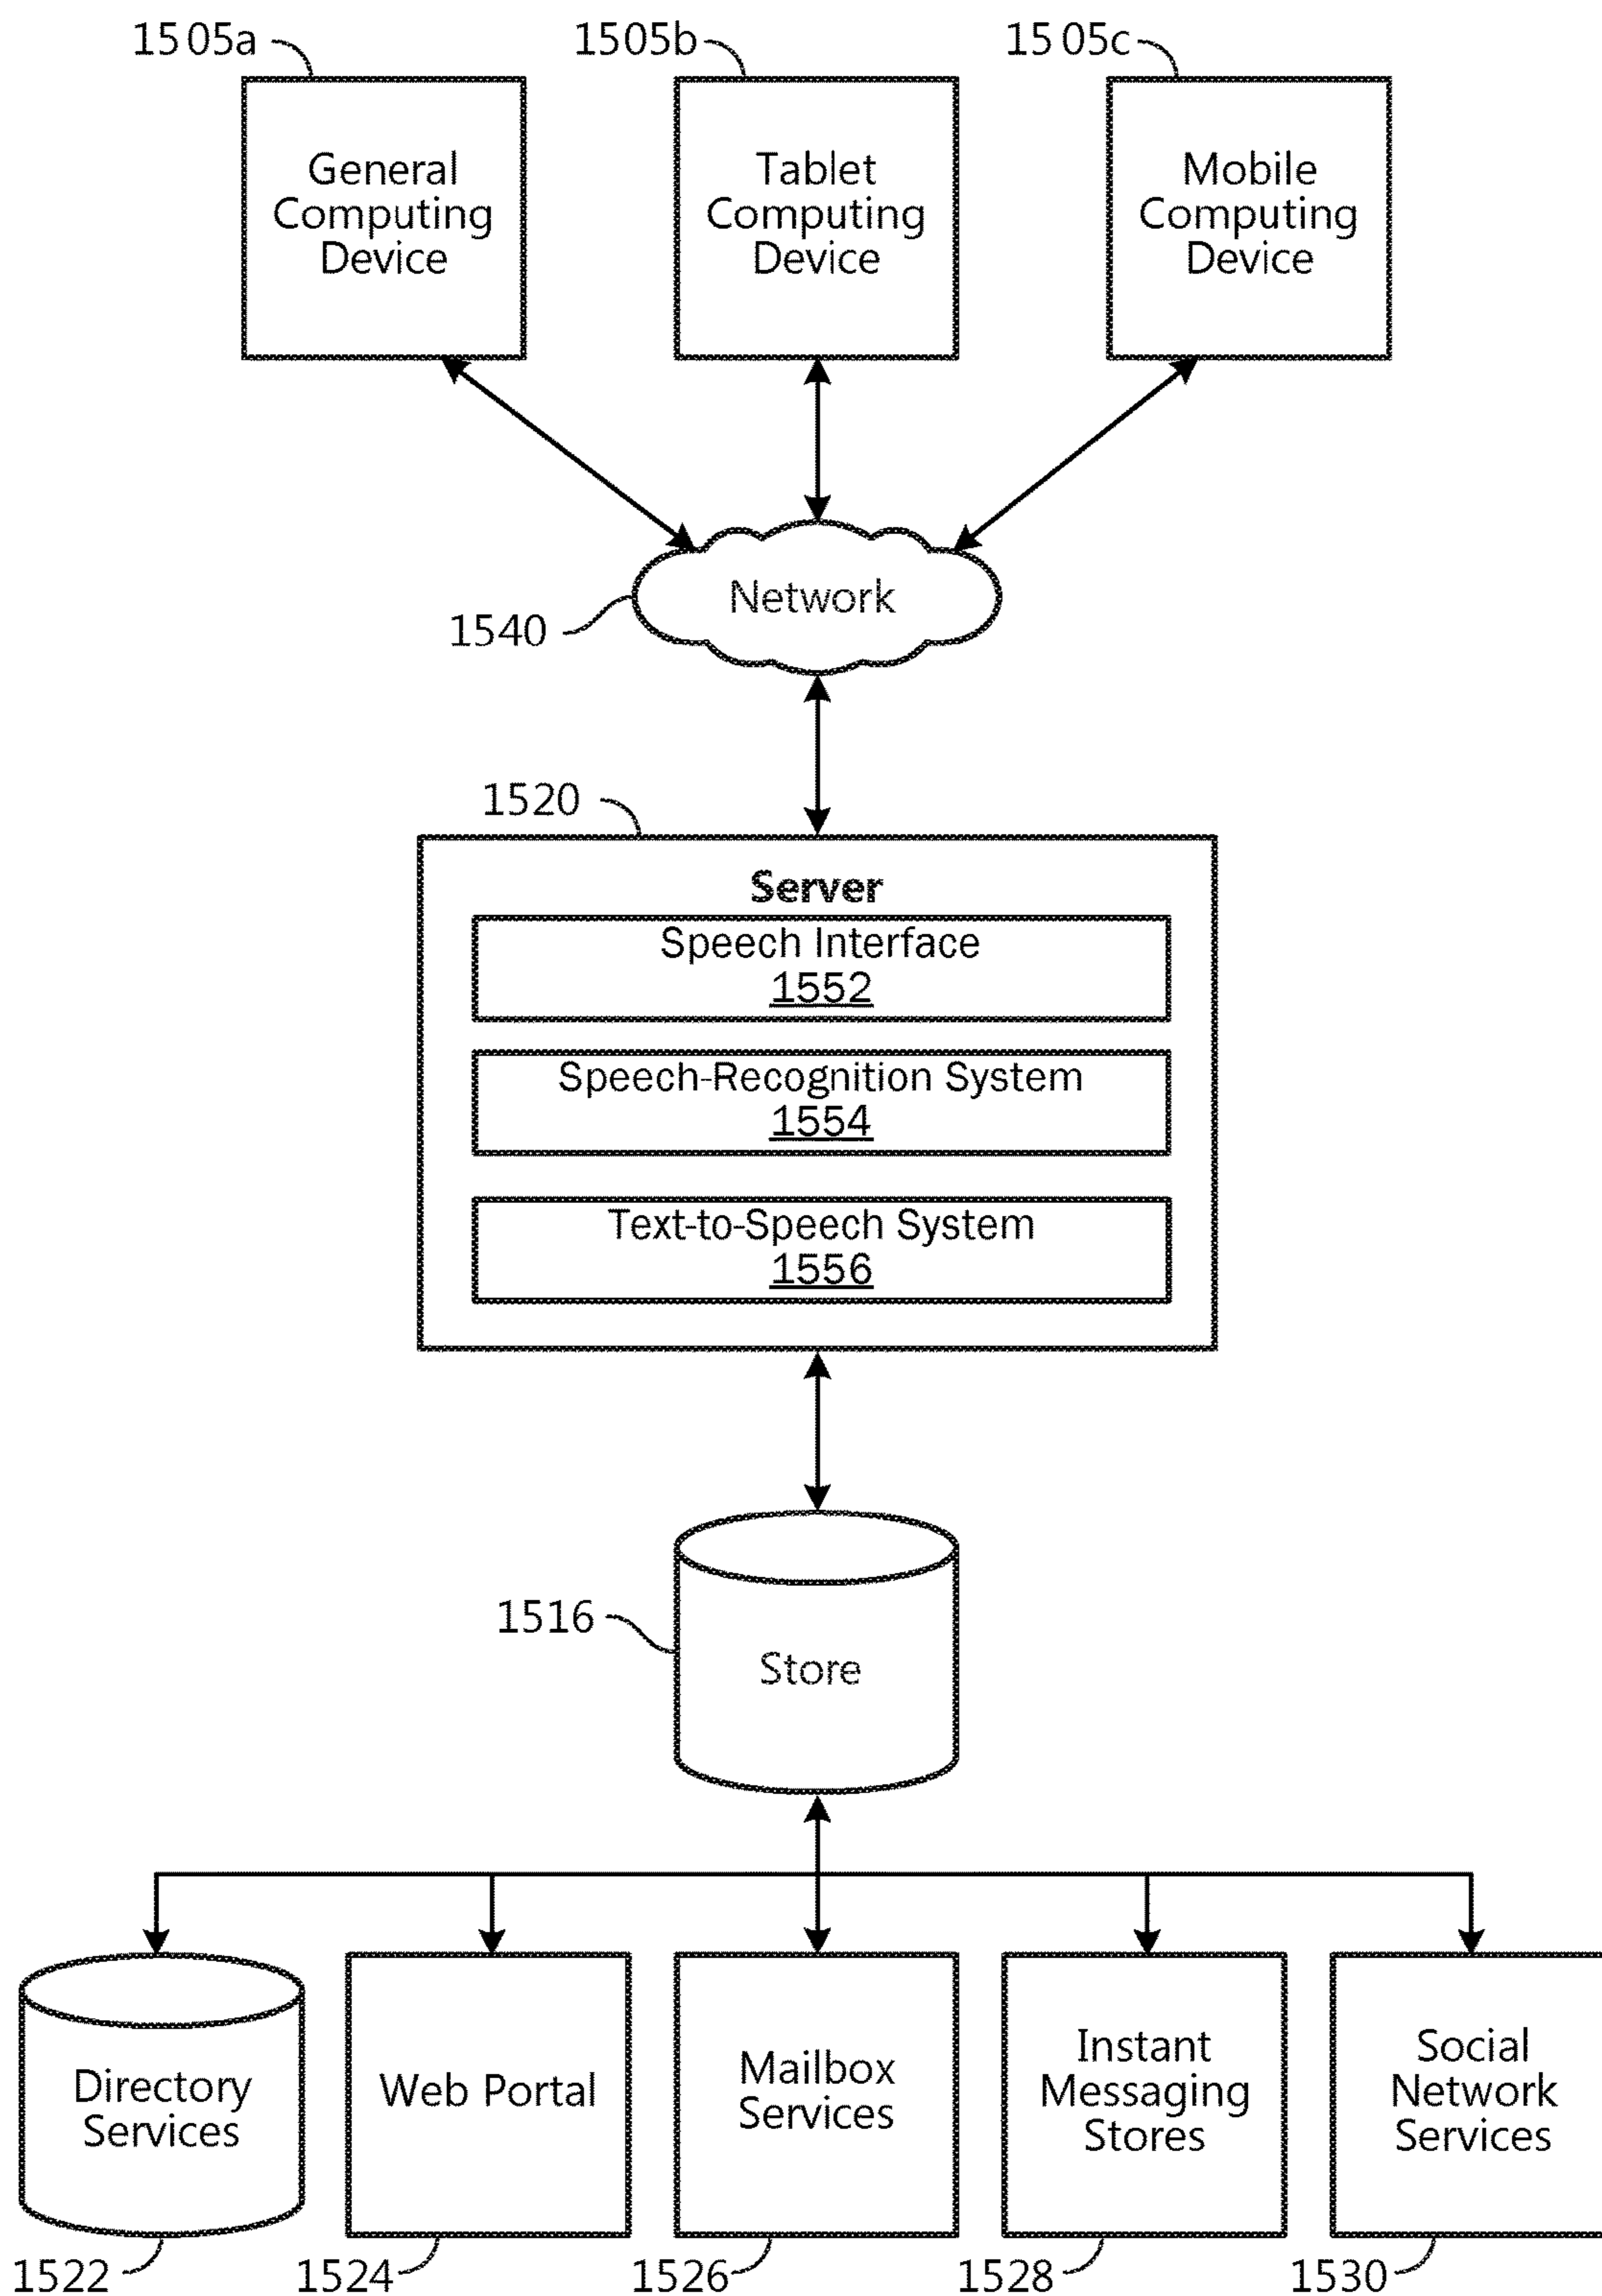 1505a
1505b
1505c
General
Computing
Device
Tablet
Computing
Device
Mobile
Computing
Device
Network
1540
1520
Server
Speech Interface
1552
Speech-Recognition System
1554
Text-to-Speech System
1556
1516
Store
Directory
Services
Web Portal
Mailbox
Services
Instant
Messaging
Stores
Social
Network
Services
1522
1524
1526
1528
1530